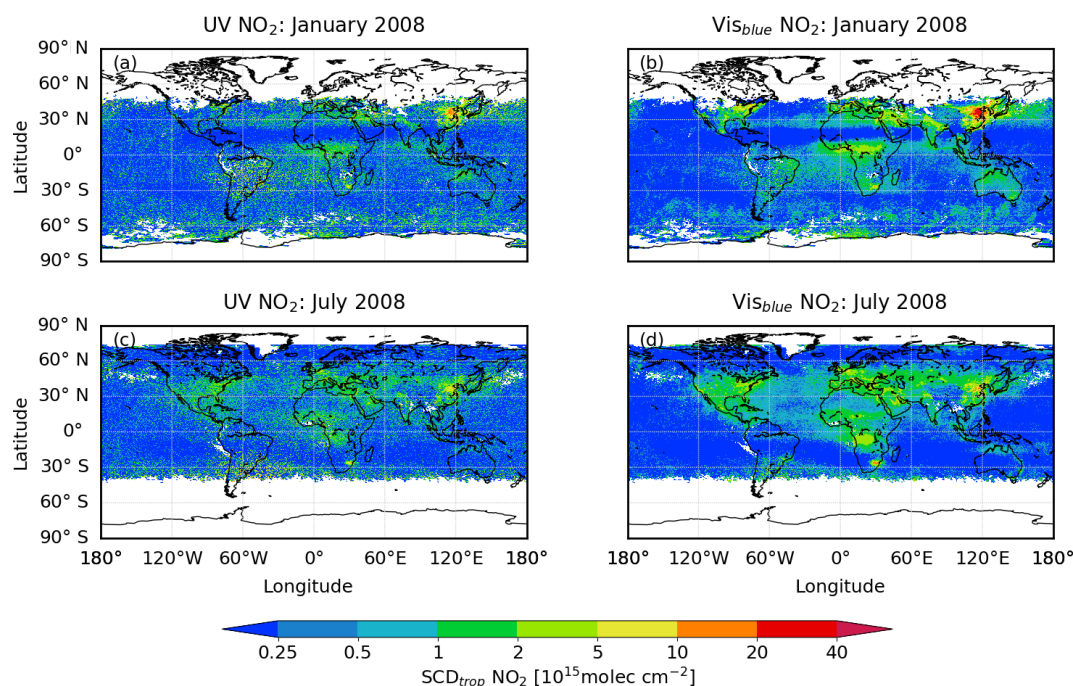 UV NO₂: January 2008
Vis_blue NO₂: January 2008
90° N
60° N
30° N
0°
30° S
60° S
90° S
Latitude
(a)
(b)
UV NO₂: July 2008
Vis_blue NO₂: July 2008
90° N
60° N
30° N
0°
30° S
60° S
90° S
Latitude
(c)
(d)
180° 120°W 60°W 0° 60°E 120°E 180°
180° 120°W 60°W 0° 60°E 120°E 180°
Longitude
Longitude
0.25 0.5 1 2 5 10 20 40
SCD_trop NO₂ [10¹⁵molec cm⁻²]